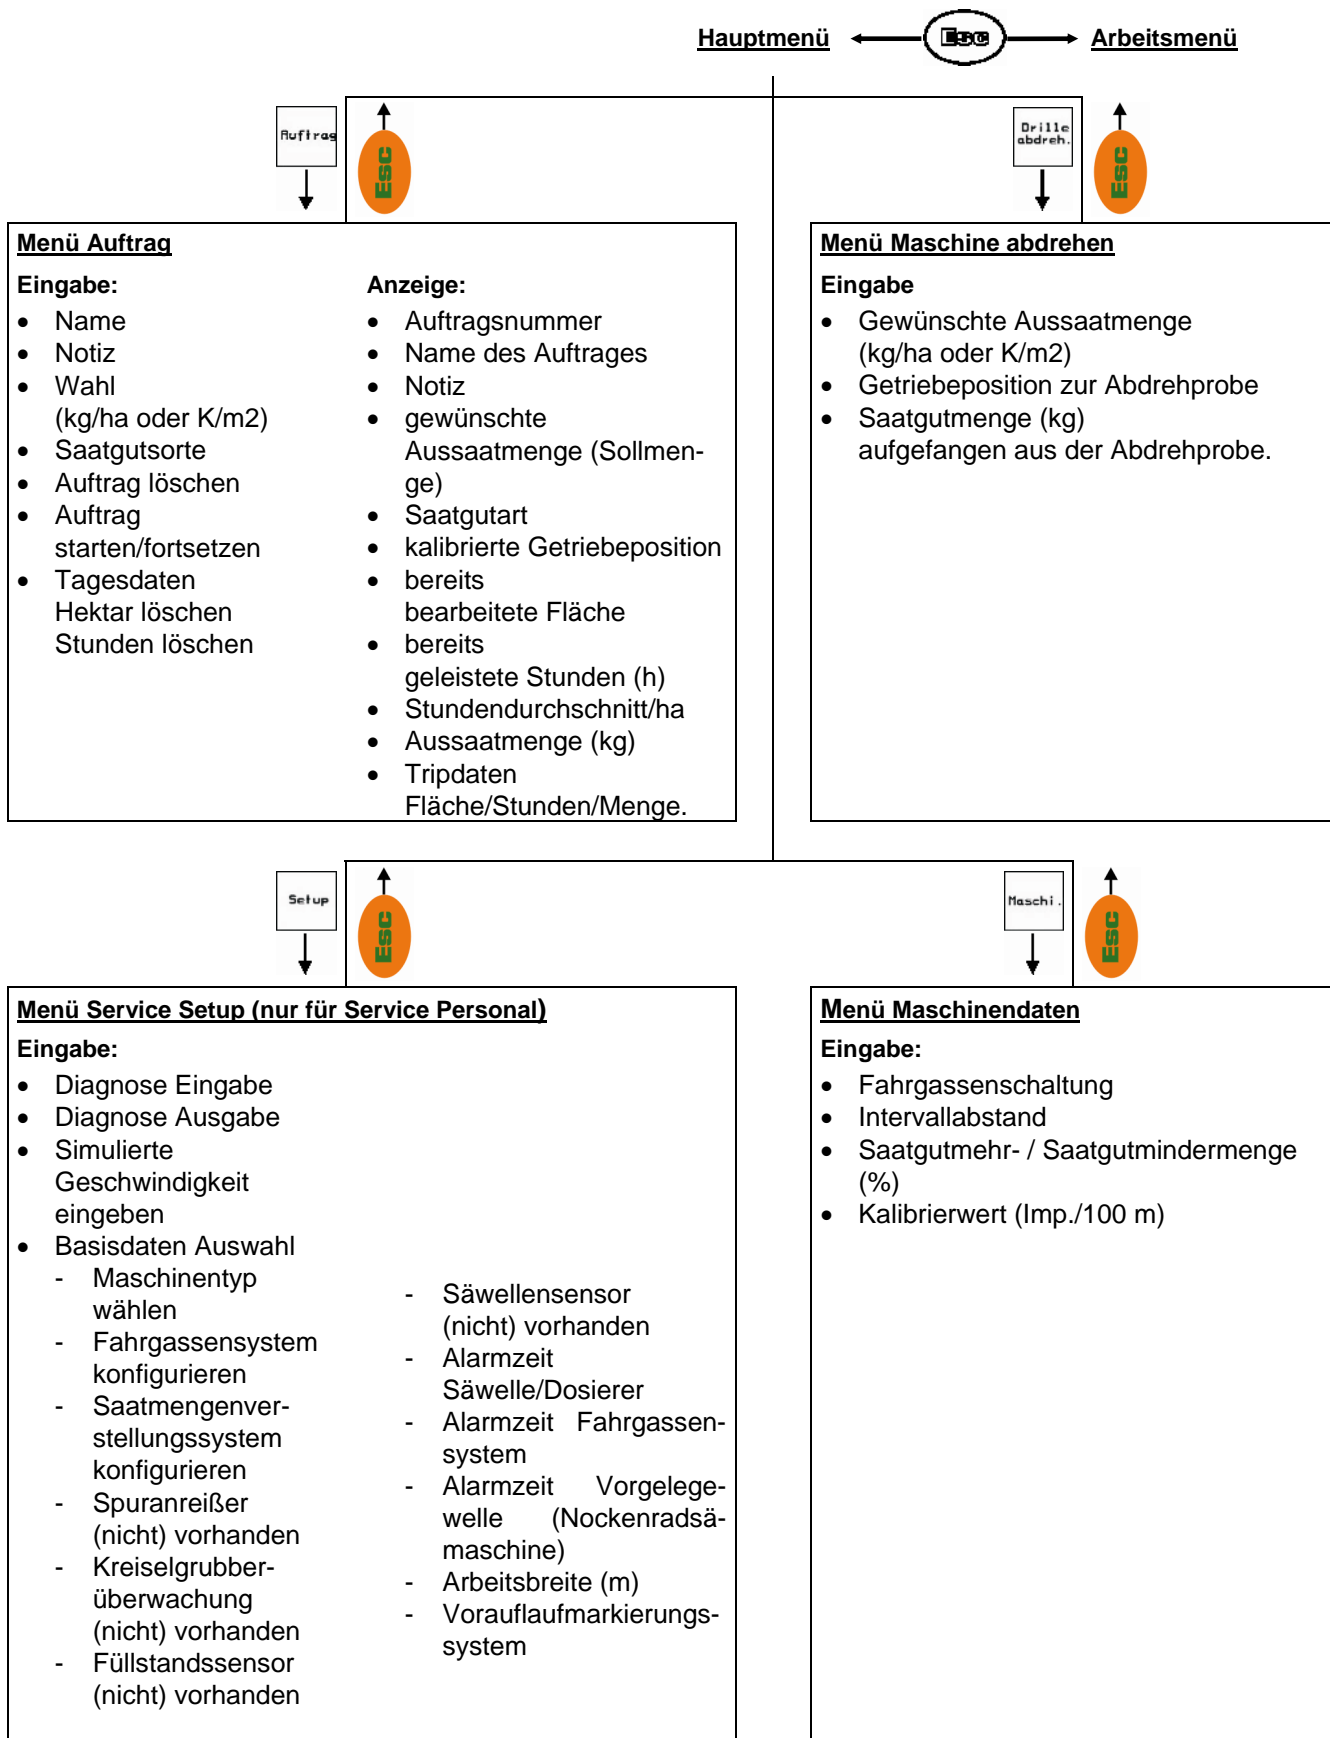 Hauptmenü
Esc
Arbeitsmenü
Auftrag
Esc
Drille
abdreh.
Esc
Menü Auftrag
Eingabe:
• Name
• Notiz
• Wahl
(kg/ha oder K/m2)
• Saatgutsorte
• Auftrag löschen
• Auftrag
starten/fortsetzen
• Tagesdaten
Hektar löschen
Stunden löschen
Anzeige:
• Auftragsnummer
• Name des Auftrages
• Notiz
• gewünschte
Aussaatmenge (Sollmen-
ge)
• Saatgutart
• kalibrierte Getriebeposition
• bereits
bearbeitete Fläche
• bereits
geleistete Stunden (h)
• Stundendurchschnitt/ha
• Aussaatmenge (kg)
• Tripdaten
Fläche/Stunden/Menge.
Menü Maschine abdrehen
Eingabe
• Gewünschte Aussaatmenge
(kg/ha oder K/m2)
• Getriebeposition zur Abdrehprobe
• Saatgutmenge (kg)
aufgefangen aus der Abdrehprobe.
Setup
Esc
Maschi.
Esc
Menü Service Setup (nur für Service Personal)
Eingabe:
• Diagnose Eingabe
• Diagnose Ausgabe
• Simulierte
Geschwindigkeit
eingeben
• Basisdaten Auswahl
- Maschinentyp
wählen
- Fahrgassensystem
konfigurieren
- Saatmengenver-
stellungssystem
konfigurieren
- Spuranreißer
(nicht) vorhanden
- Kreiselgrubber-
überwachung
(nicht) vorhanden
- Füllstandssensor
(nicht) vorhanden
- Säwellensensor
(nicht) vorhanden
- Alarmzeit
Säwelle/Dosierer
- Alarmzeit Fahrgassen-
system
- Alarmzeit Vorgelege-
welle (Nockenradsä-
maschine)
- Arbeitsbreite (m)
- Vorauflaufmarkierungs-
system
Menü Maschinendaten
Eingabe:
• Fahrgassenschaltung
• Intervallabstand
• Saatgutmehr- / Saatgutmindermenge
(%)
• Kalibrierwert (Imp./100 m)